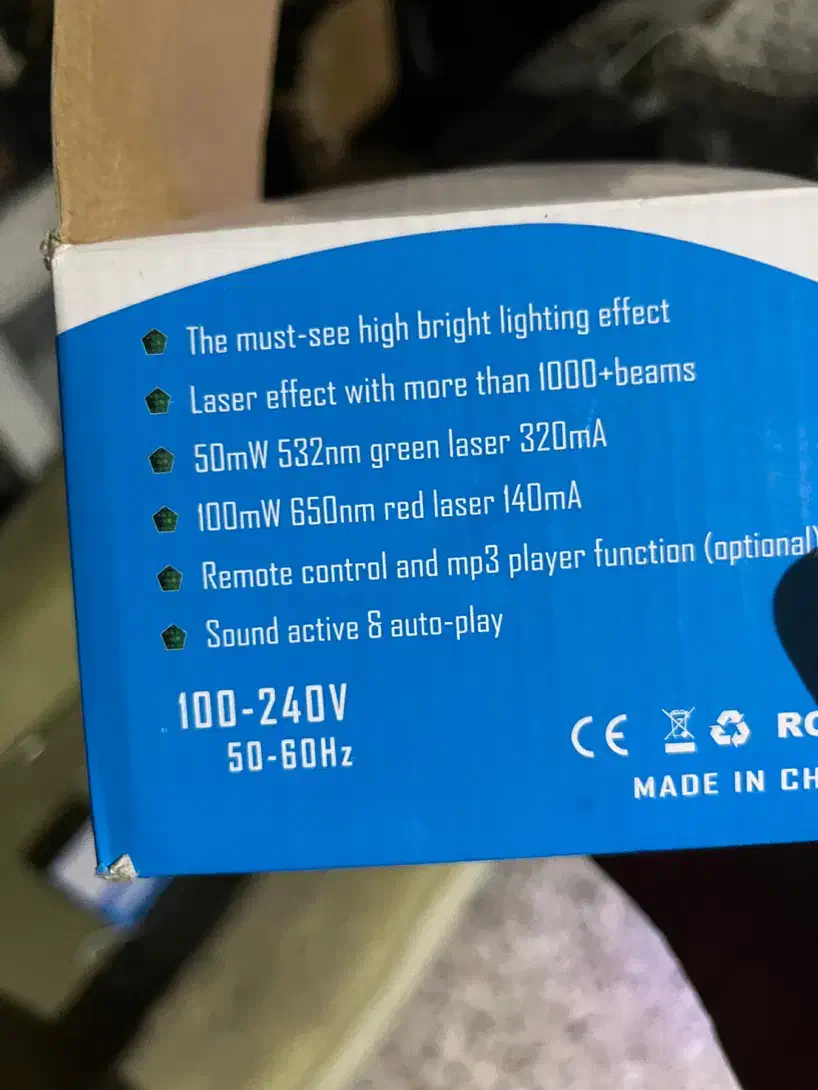 The must-see high bright lighting effect
Laser effect with more than 1000+beams
50mW 532nm green laser 320mA
100mW 650nm red laser 140mA
Remote control and mp3 player function (optional)
Sound active & auto-play
100-240V
50-60Hz
CE
MADE IN